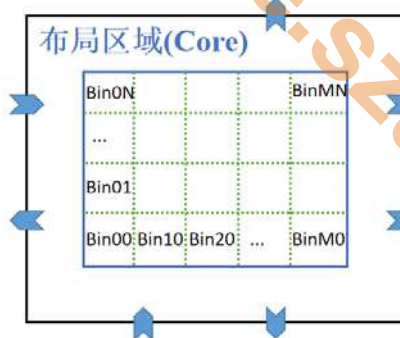 布局区域(Core)
Bin0N BinMN
...
Bin01
Bin00 Bin10 Bin20 ... BinM0